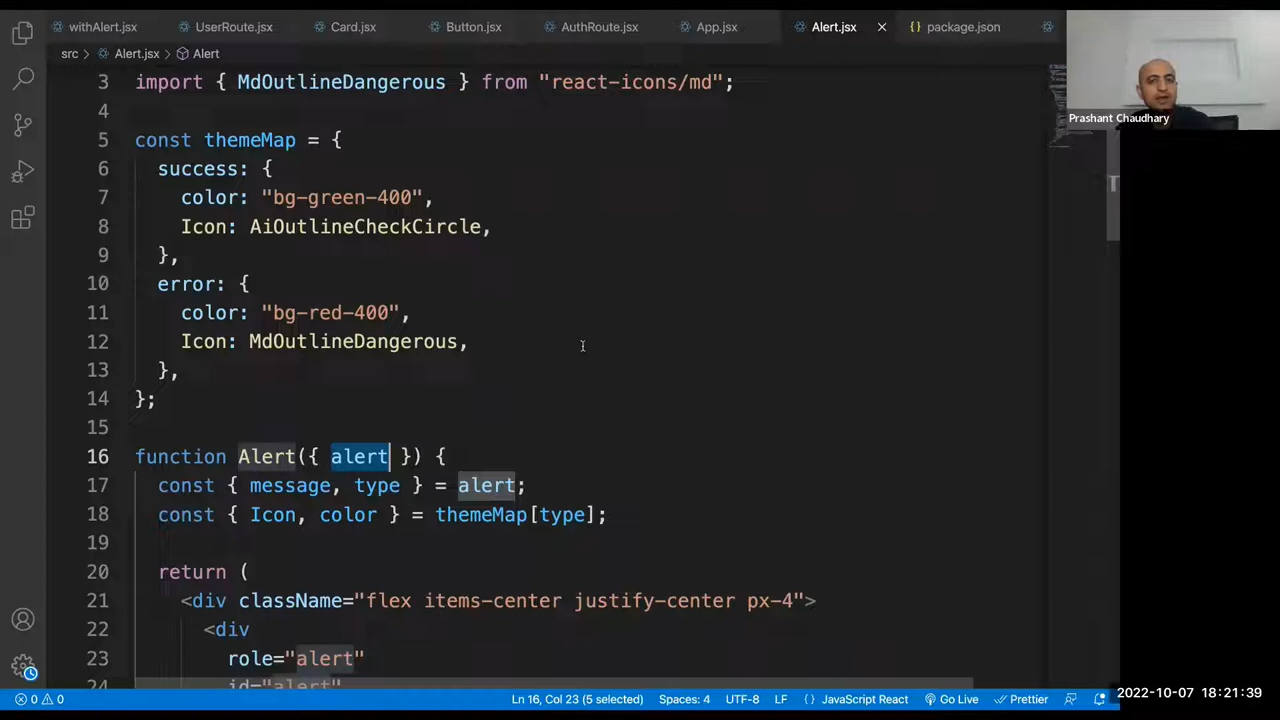 withAlert.jsx UserRoute.jsx Card.jsx Button.jsx AuthRoute.jsx App.jsx Alert.jsx package.json
src Alert.jsx Alert
Prashant Chaudhary
3 import { MdOutlineDangerous } from "react-icons/md";
4
5 const themeMap = {
6 success: {
7 color: "bg-green-400",
8 Icon: AiOutlineCheckCircle,
9 },
10 error: {
11 color: "bg-red-400",
12 Icon: MdOutlineDangerous,
13 },
14 };
15
16 function Alert({ alert }) {
17 const { message, type } = alert;
18 const { Icon, color } = themeMap[type];
19
20 return (
21 <div className="flex items-center justify-center px-4">
22 <div
23 role="alert"
24 id="alert"
0 0 Ln 16, Col 23 (5 selected) Spaces: 4 UTF-8 LF {} JavaScript React Go Live Prettier
2022-10-07 18:21:39